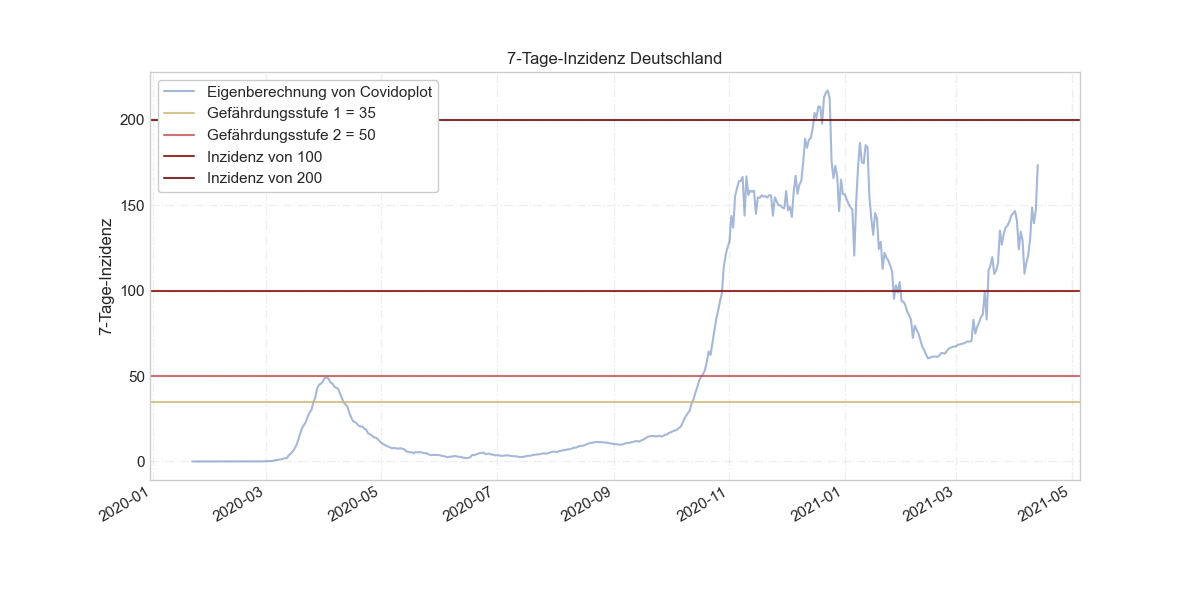 7-Tage-Inzidenz Deutschland
Eigenberechnung von Covidoplot
Gefährdungsstufe 1 = 35
Gefährdungsstufe 2 = 50
Inzidenz von 100
Inzidenz von 200
7-Tage-Inzidenz
200
150
100
50
0
2020-01
2020-03
2020-05
2020-07
2020-09
2020-11
2021-01
2021-03
2021-05